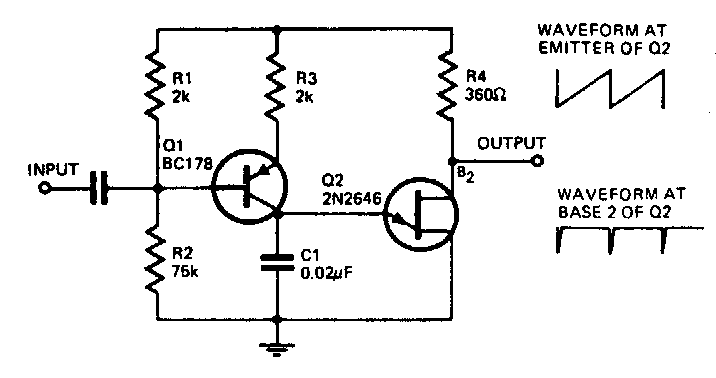 WAVEFORM AT
EMITTER OF Q2
R1
2k
R3
2k
R4
360Ω
Q1
BC178
INPUT
OUTPUT
B2
Q2
2N2646
WAVEFORM AT
BASE 2 OF Q2
R2
75k
C1
0.02µF